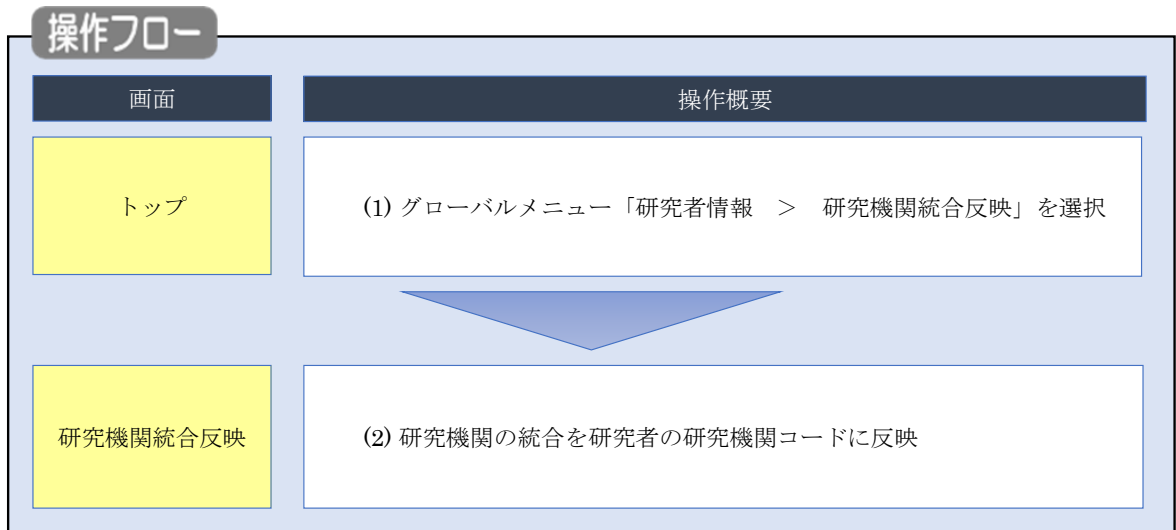 操作フロー
画面
操作概要
トップ
(1) グローバルメニュー「研究者情報　＞　研究機関統合反映」を選択
研究機関統合反映
(2) 研究機関の統合を研究者の研究機関コードに反映